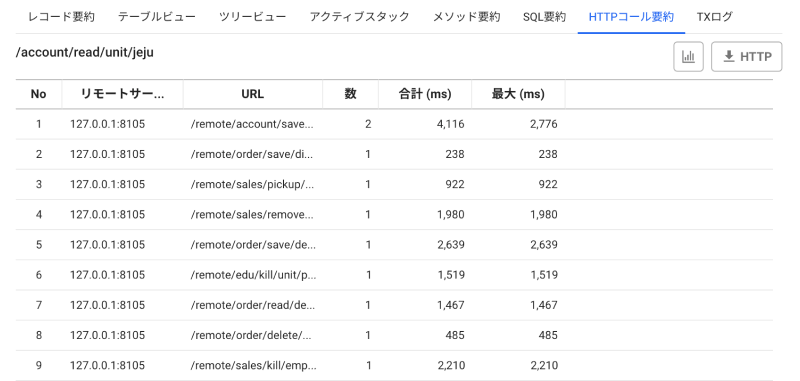 レコード要約 テーブルビュー ツリービュー アクティブスタック メソッド要約 SQL要約 HTTPコール要約 TXログ
/account/read/unit/jeju HTTP
No リモートサー... URL 数 合計 (ms) 最大 (ms)
1 127.0.0.1:8105 /remote/account/save... 2 4,116 2,776
2 127.0.0.1:8105 /remote/order/save/di... 1 238 238
3 127.0.0.1:8105 /remote/sales/pickup/... 1 922 922
4 127.0.0.1:8105 /remote/sales/remove... 1 1,980 1,980
5 127.0.0.1:8105 /remote/order/save/de... 1 2,639 2,639
6 127.0.0.1:8105 /remote/edu/kill/unit/p... 1 1,519 1,519
7 127.0.0.1:8105 /remote/order/read/de... 1 1,467 1,467
8 127.0.0.1:8105 /remote/order/delete/... 1 485 485
9 127.0.0.1:8105 /remote/sales/kill/emp... 1 2,210 2,210